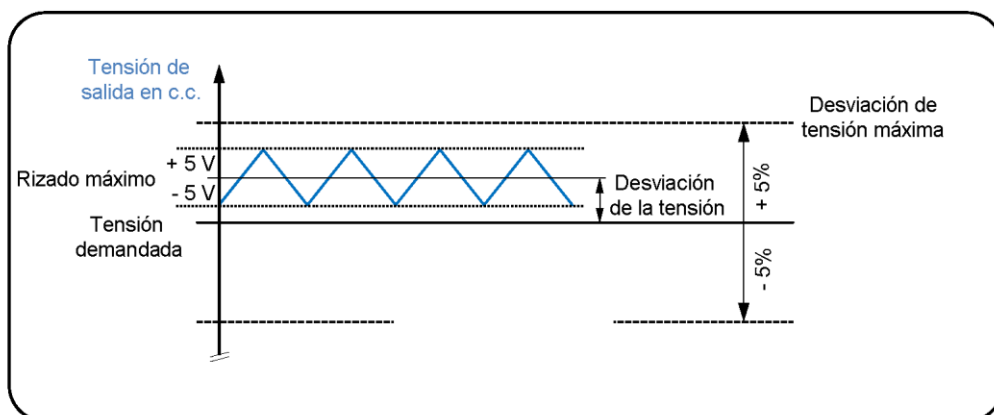 Tensión de
salida en c.c.
Desviación de
tensión máxima
+ 5 V
Rizado máximo
- 5 V
Desviación
de la tensión
+ 5%
Tensión
demandada
- 5%